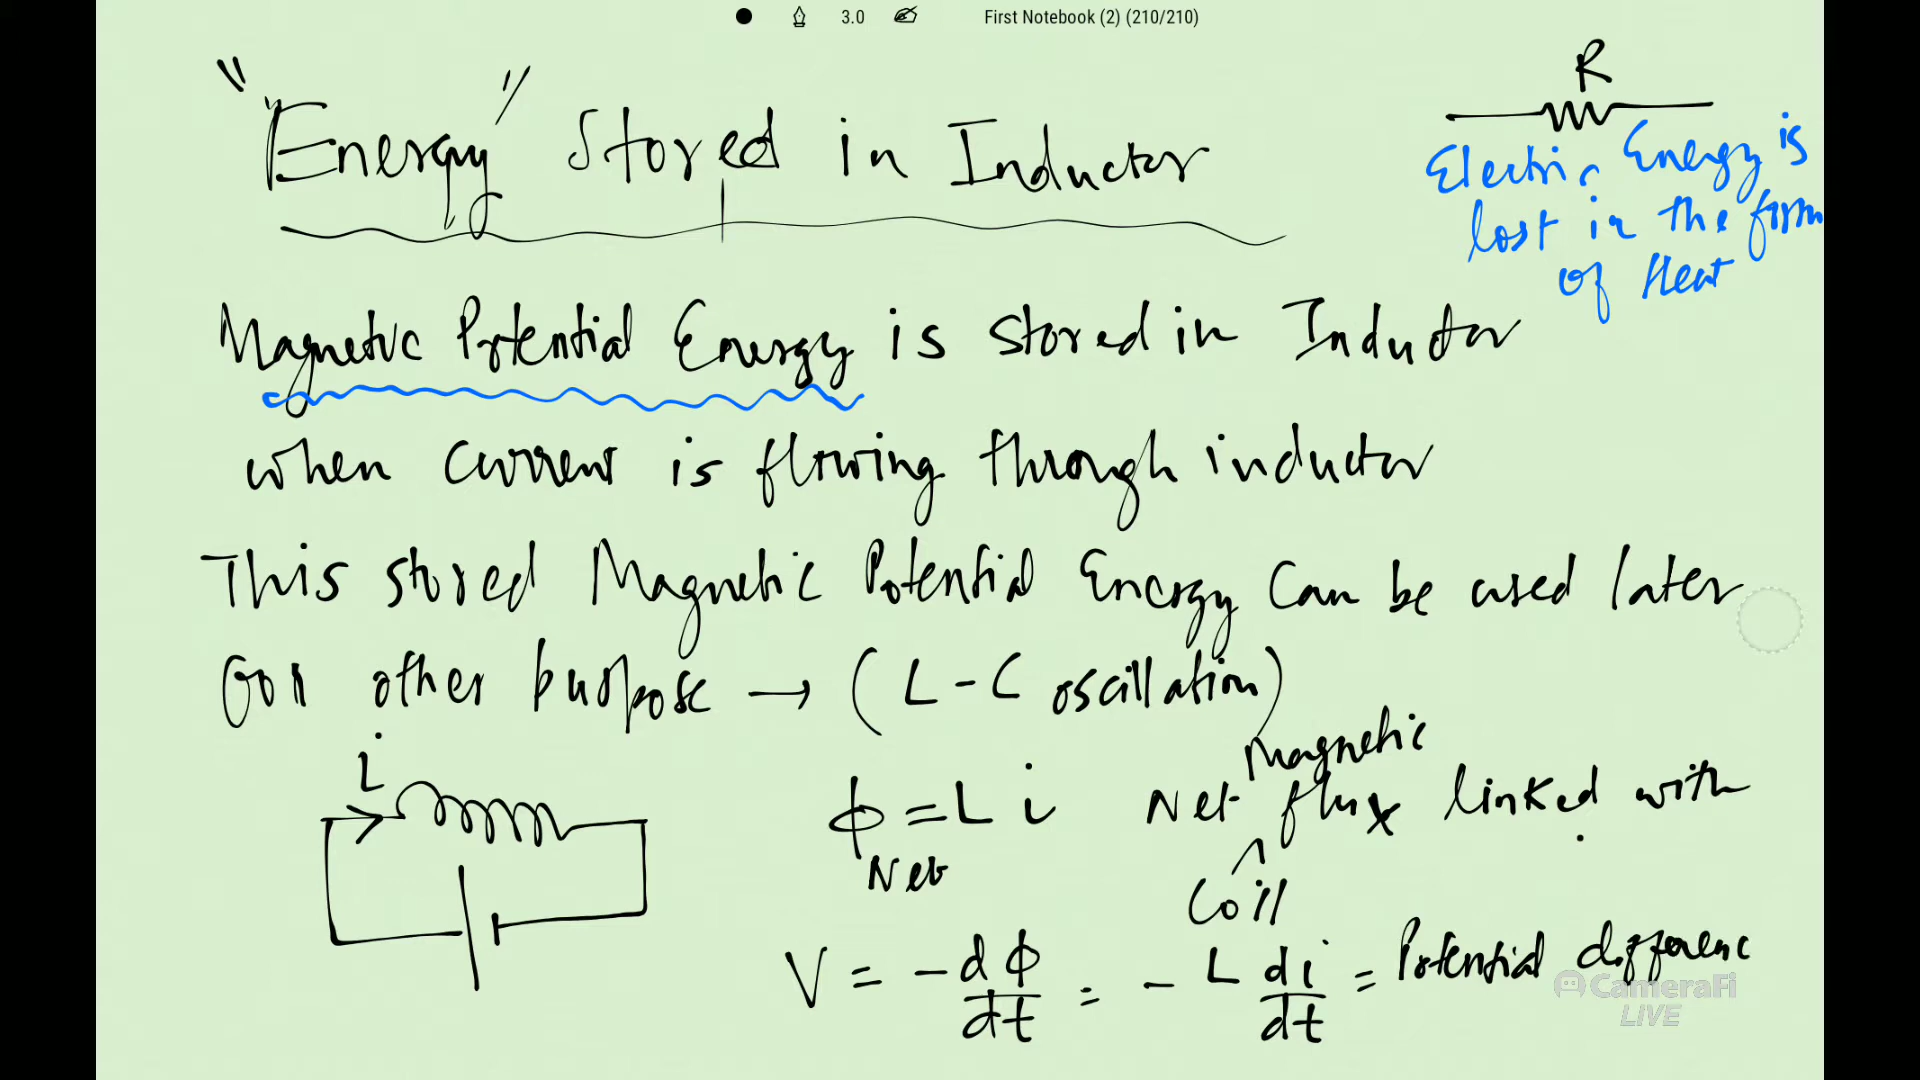 3.0 First Notebook (2) (210/210)
"Energy" Stored in Inductor
R
Electric Energy is
lost in the form
of Heat
Magnetic Potential Energy is stored in Inductor
when current is flowing through inductor
This stored Magnetic Potential Energy can be used later
for other purpose → (L-C oscillation)
i
L
ϕ = L i
Net
Net magnetic flux linked with
coil
V = -dϕ/dt = -L di/dt = Potential differenc
CameraFi
LIVE